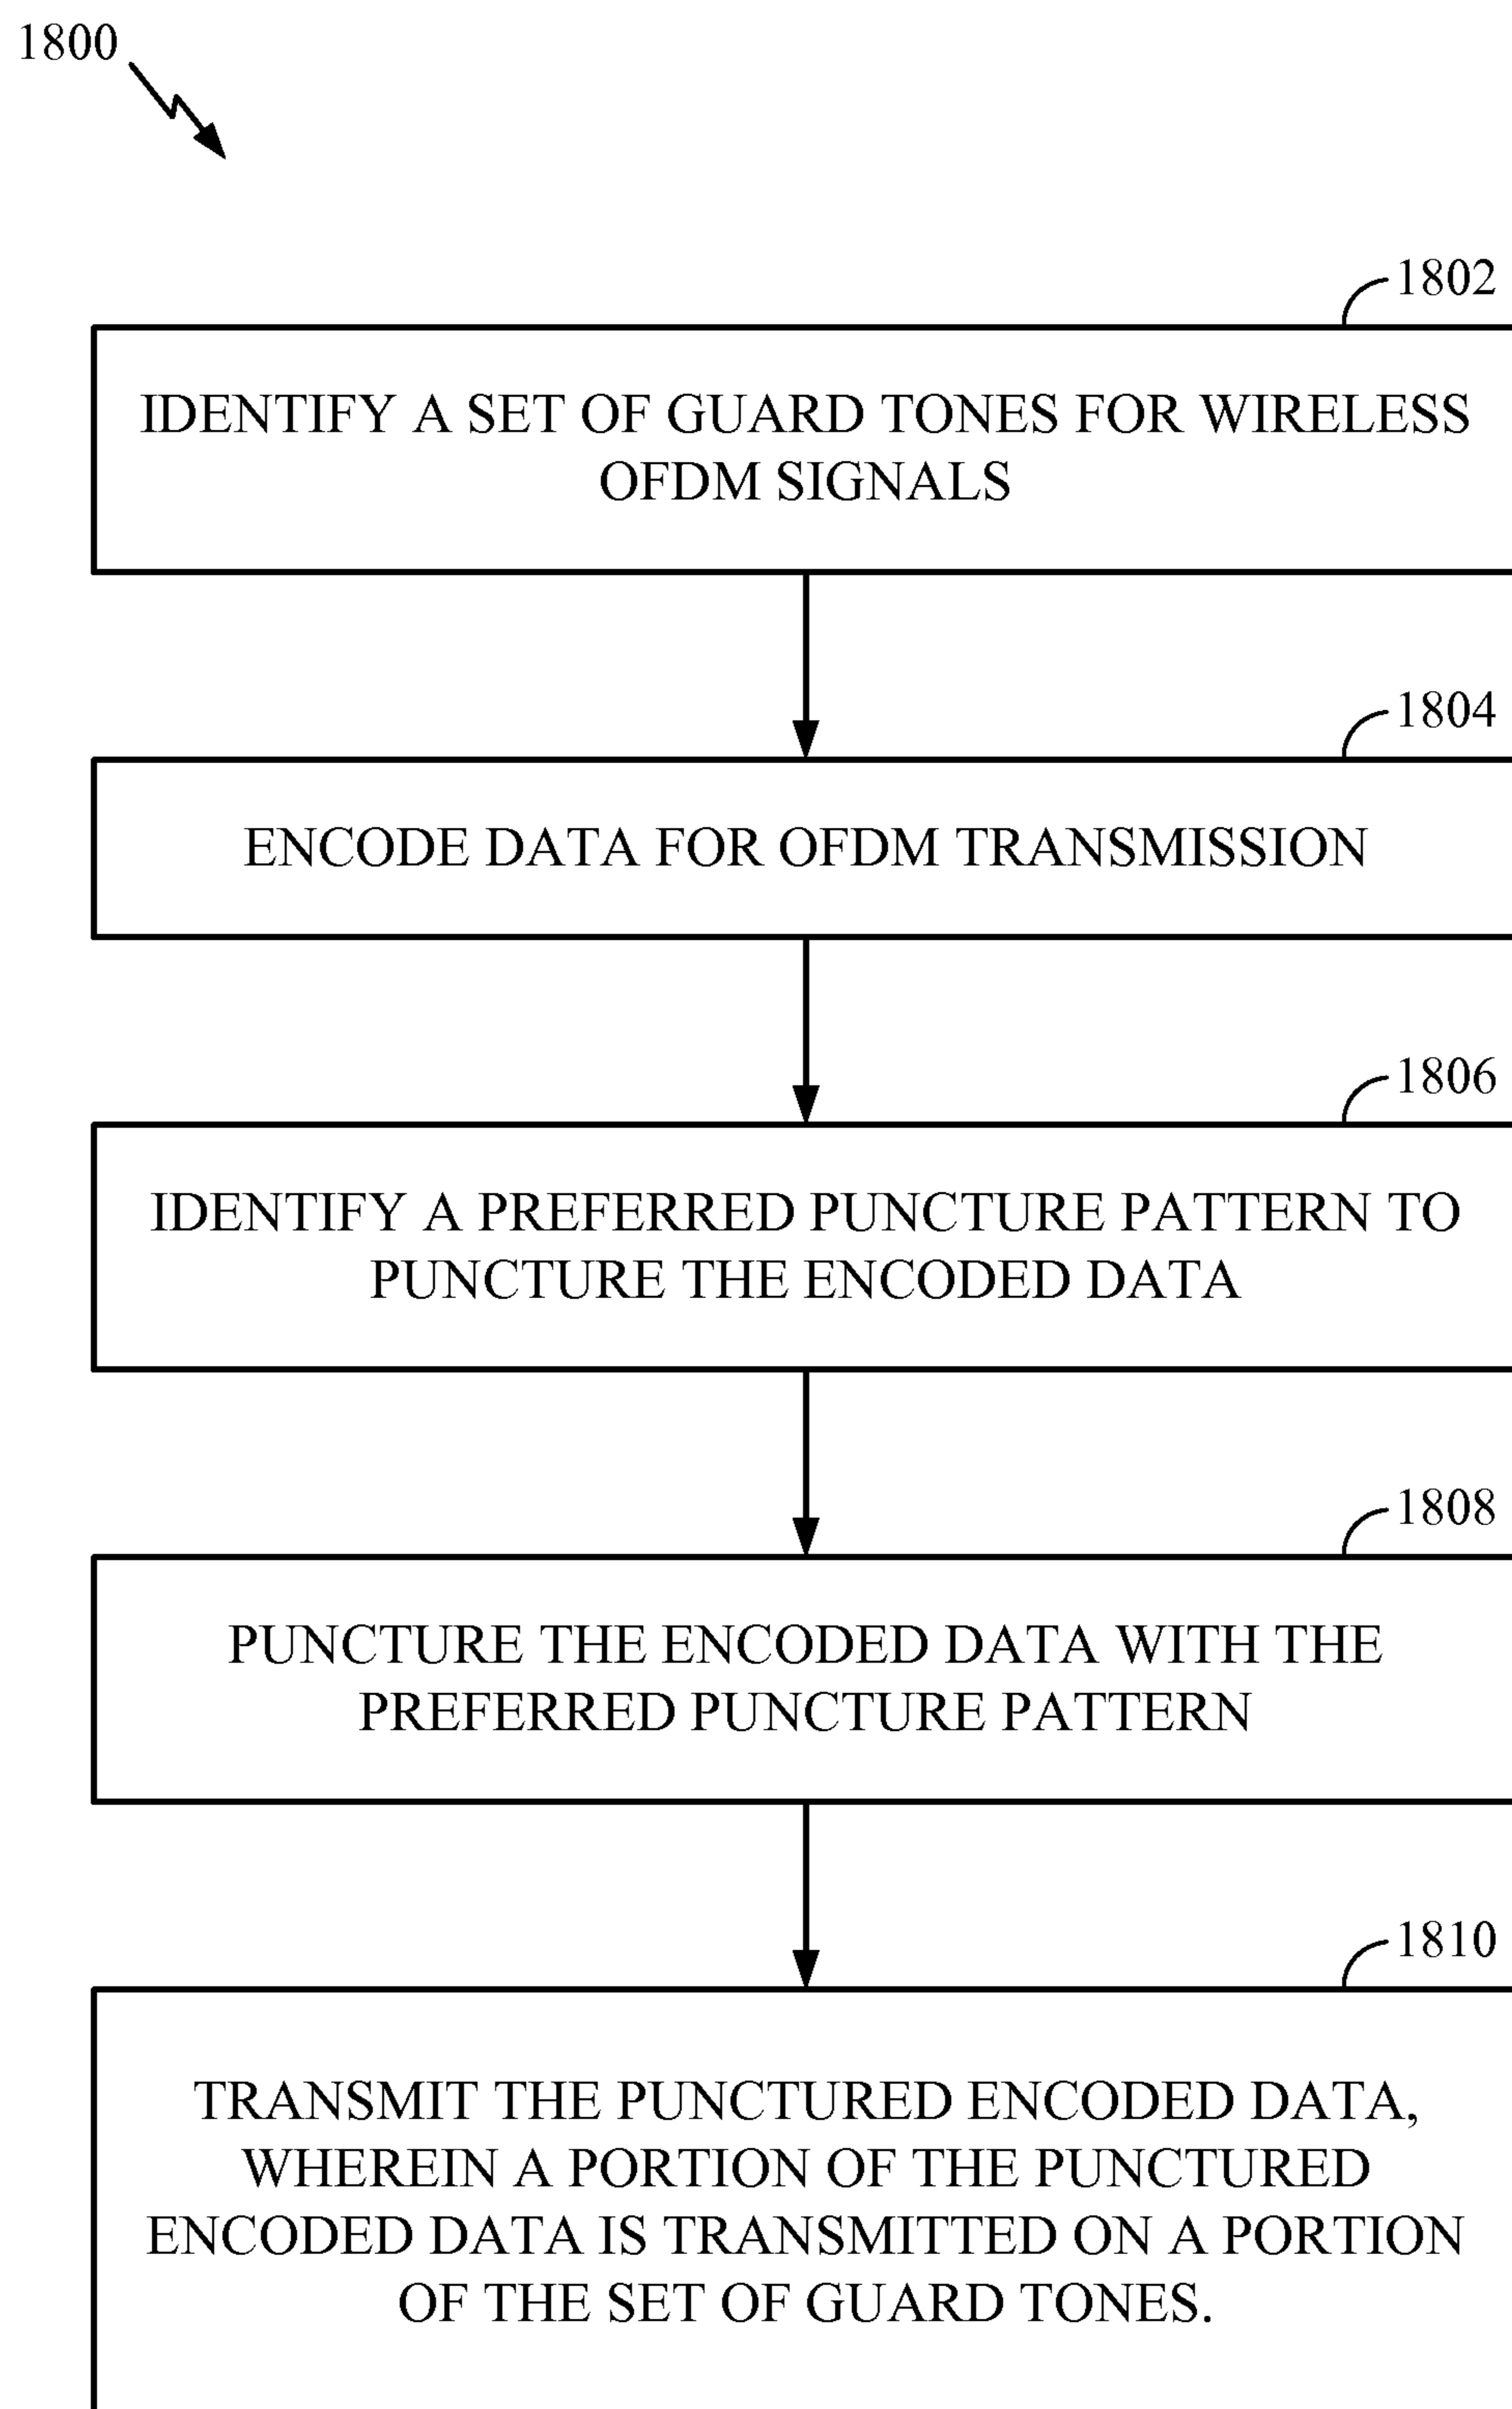 1800
1802
IDENTIFY A SET OF GUARD TONES FOR WIRELESS
OFDM SIGNALS
1804
ENCODE DATA FOR OFDM TRANSMISSION
1806
IDENTIFY A PREFERRED PUNCTURE PATTERN TO
PUNCTURE THE ENCODED DATA
1808
PUNCTURE THE ENCODED DATA WITH THE
PREFERRED PUNCTURE PATTERN
1810
TRANSMIT THE PUNCTURED ENCODED DATA,
WHEREIN A PORTION OF THE PUNCTURED
ENCODED DATA IS TRANSMITTED ON A PORTION
OF THE SET OF GUARD TONES.